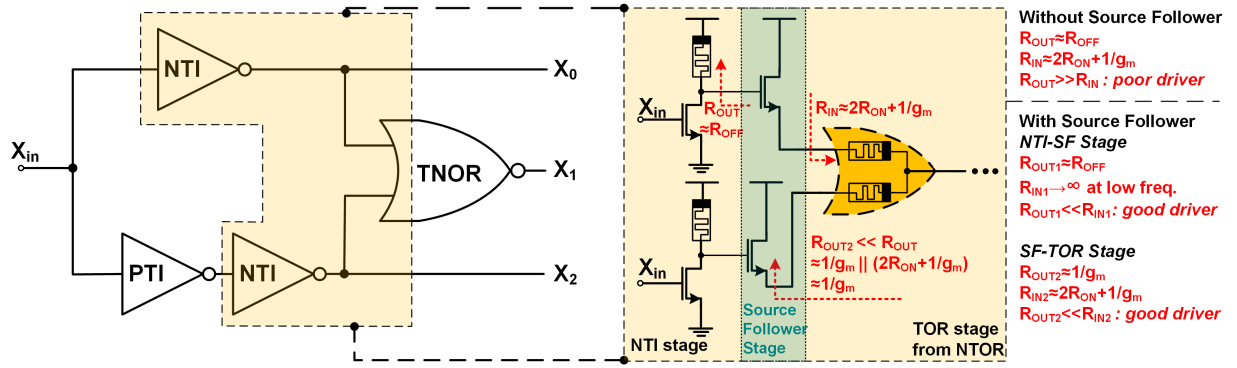 NTI
X₀
Xin
TNOR
X₁
PTI
NTI
X₂
Xin
ROUT
≈ROFF
RIN≈2RON+1/gm
Xin
ROUT2 << ROUT
≈1/gm || (2RON+1/gm)
≈1/gm
NTI stage
Source
Follower
Stage
TOR stage
from NTOR
Without Source Follower
ROUT≈ROFF
RIN≈2RON+1/gm
ROUT>>RIN : poor driver
With Source Follower
NTI-SF Stage
ROUT1≈ROFF
RIN1→∞ at low freq.
ROUT1<<RIN1: good driver
SF-TOR Stage
ROUT2≈1/gm
RIN2≈2RON+1/gm
ROUT2<<RIN2 : good driver